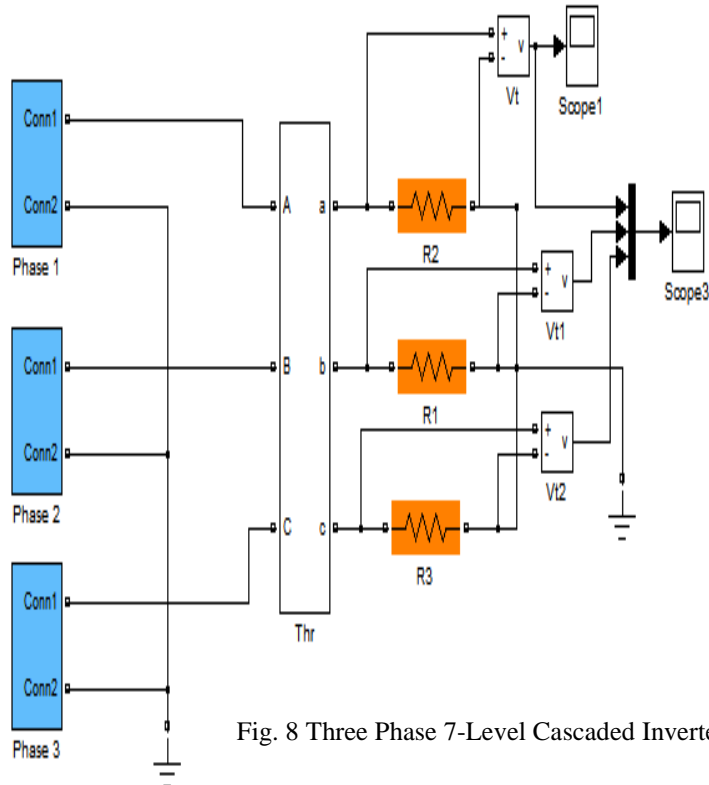 +
-
v
Vt
Scope1
Conn1
Conn2
Phase 1
A
a
R2
Scope3
+
-
v
Vt1
Conn1
Conn2
Phase 2
B
b
R1
+
-
v
Vt2
Conn1
Conn2
Phase 3
C
c
R3
Thr
Fig. 8 Three Phase 7-Level Cascaded Inverte